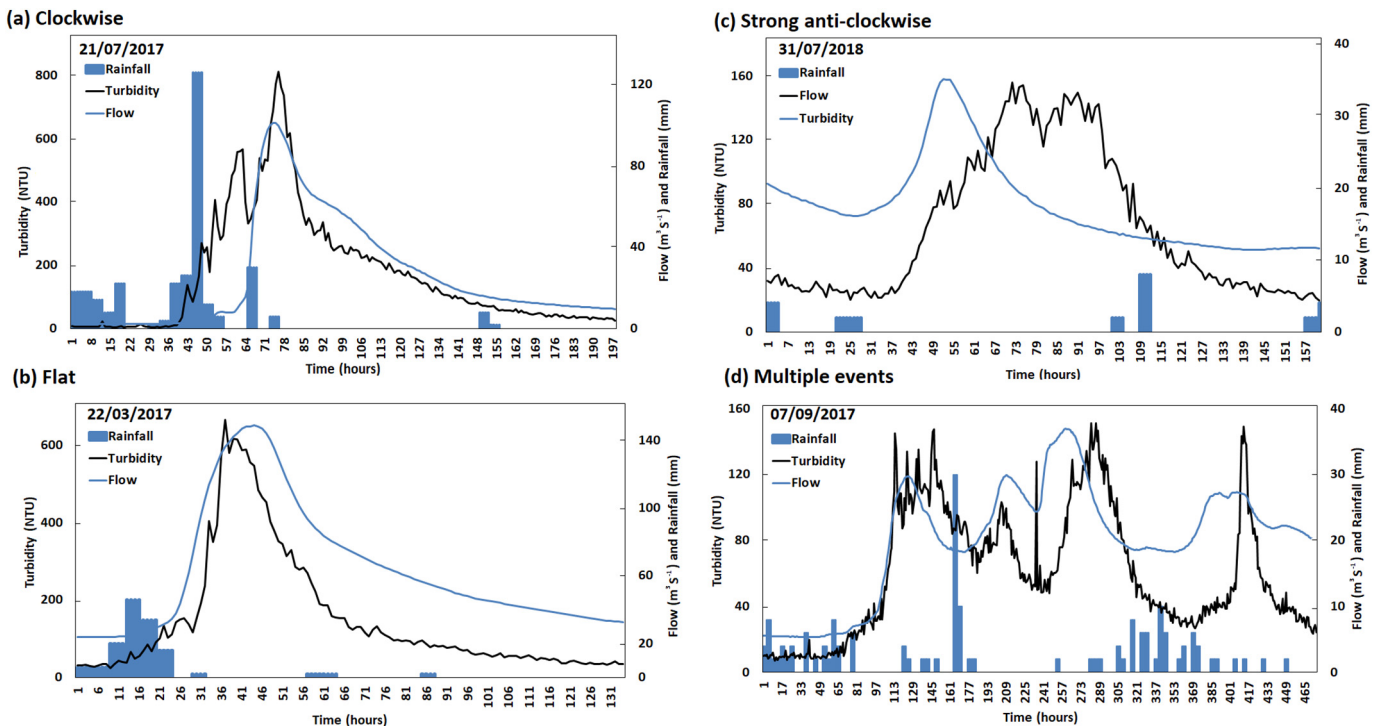 (a) Clockwise
21/07/2017
Rainfall
Turbidity
Flow
Turbidity (NTU)
800
600
400
200
0
Flow (m³ S⁻¹) and Rainfall (mm)
120
80
40
0
1 8 15 22 29 36 43 50 57 64 71 78 85 92 99 106 113 120 127 134 141 148 155 162 169 176 183 190 197
Time (hours)
(c) Strong anti-clockwise
31/07/2018
Rainfall
Flow
Turbidity
Turbidity (NTU)
160
120
80
40
0
Flow (m³ S⁻¹) and Rainfall (mm)
40
30
20
10
0
1 7 13 19 25 31 37 43 49 55 61 67 73 79 85 91 97 103 109 115 121 127 133 139 145 151 157
Time (hours)
(b) Flat
22/03/2017
Rainfall
Turbidity
Flow
Turbidity (NTU)
600
400
200
0
Flow (m³ S⁻¹) and Rainfall (mm)
140
100
60
20
0
1 6 11 16 21 26 31 36 41 46 51 56 61 66 71 76 81 86 91 96 101 106 111 116 121 126 131
Time (hours)
(d) Multiple events
07/09/2017
Rainfall
Turbidity
Flow
Turbidity (NTU)
160
120
80
40
0
Flow (m³ S⁻¹) and Rainfall (mm)
40
30
20
10
0
1 17 33 49 65 81 97 113 129 145 161 177 193 209 225 241 257 273 289 305 321 337 353 369 385 401 417 433 449 465
Time (hours)